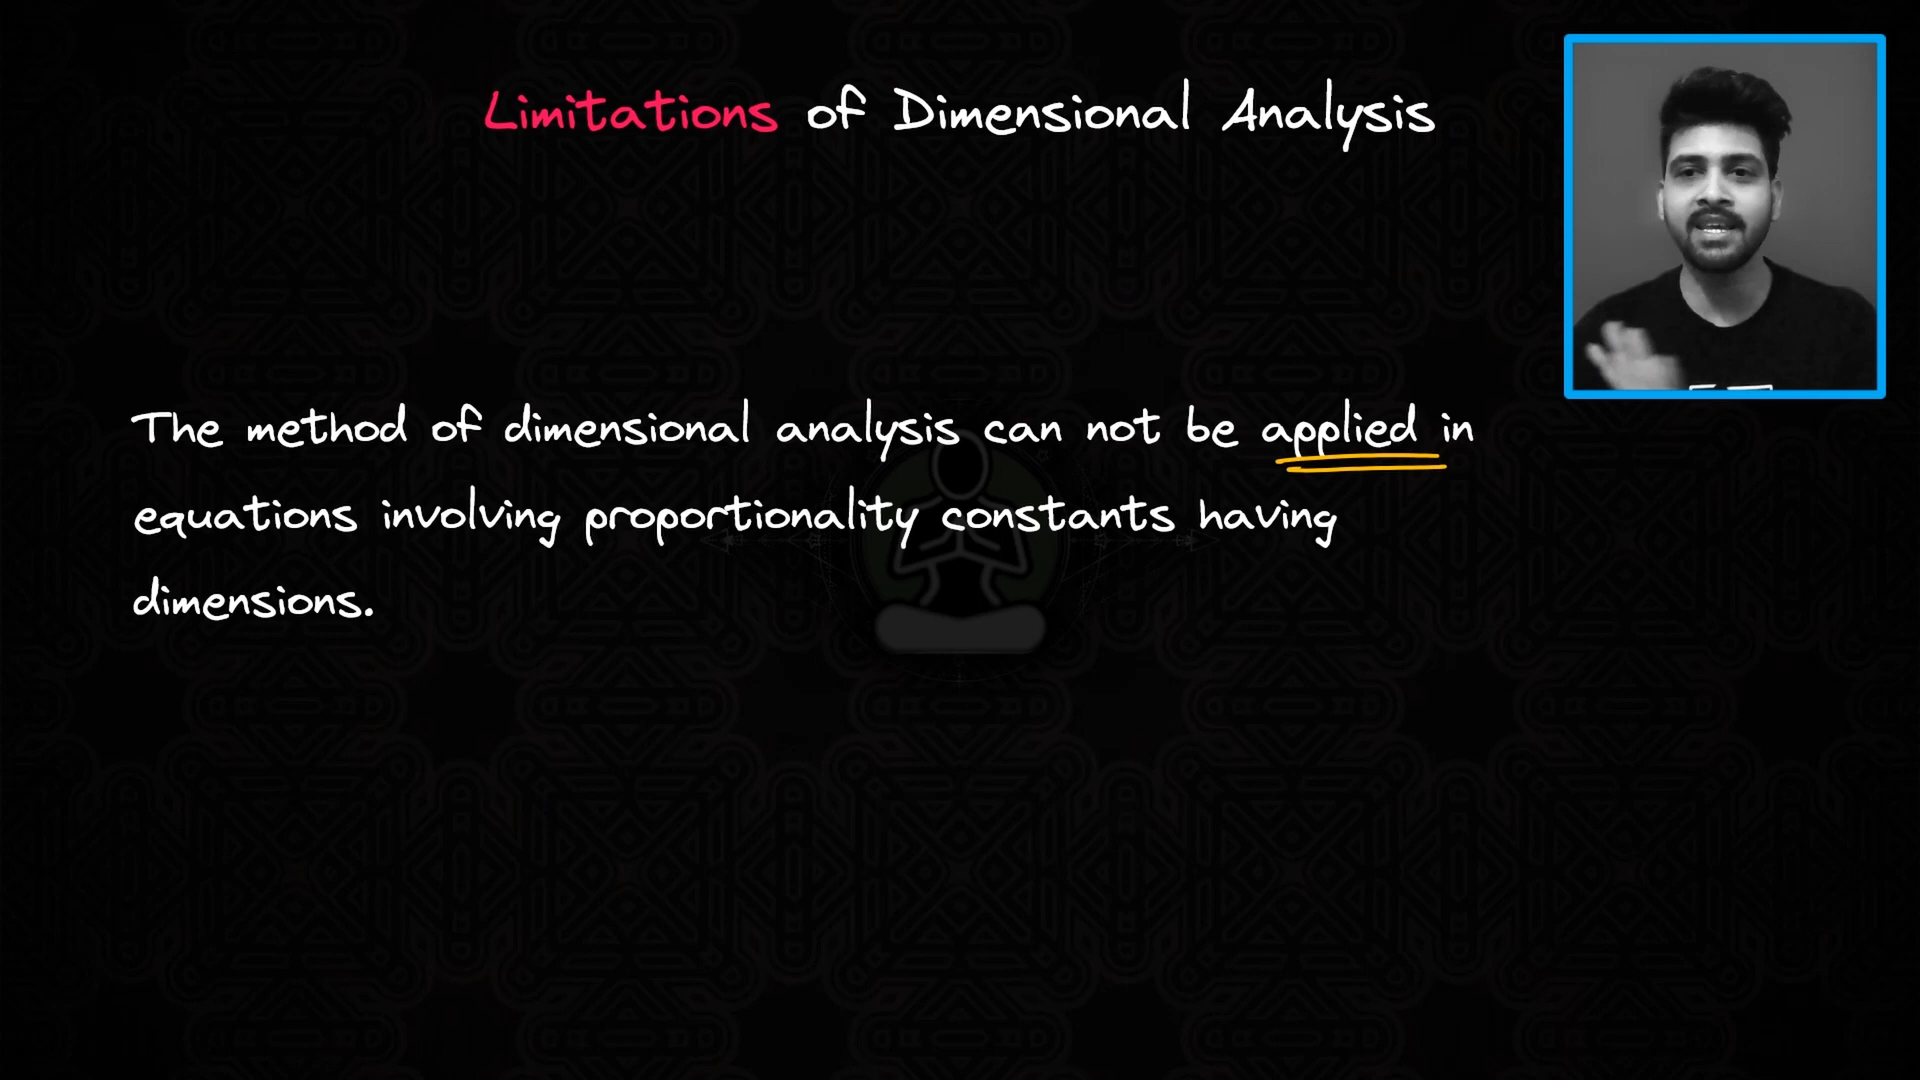 Limitations of Dimensional Analysis
The method of dimensional analysis can not be applied in
equations involving proportionality constants having
dimensions.